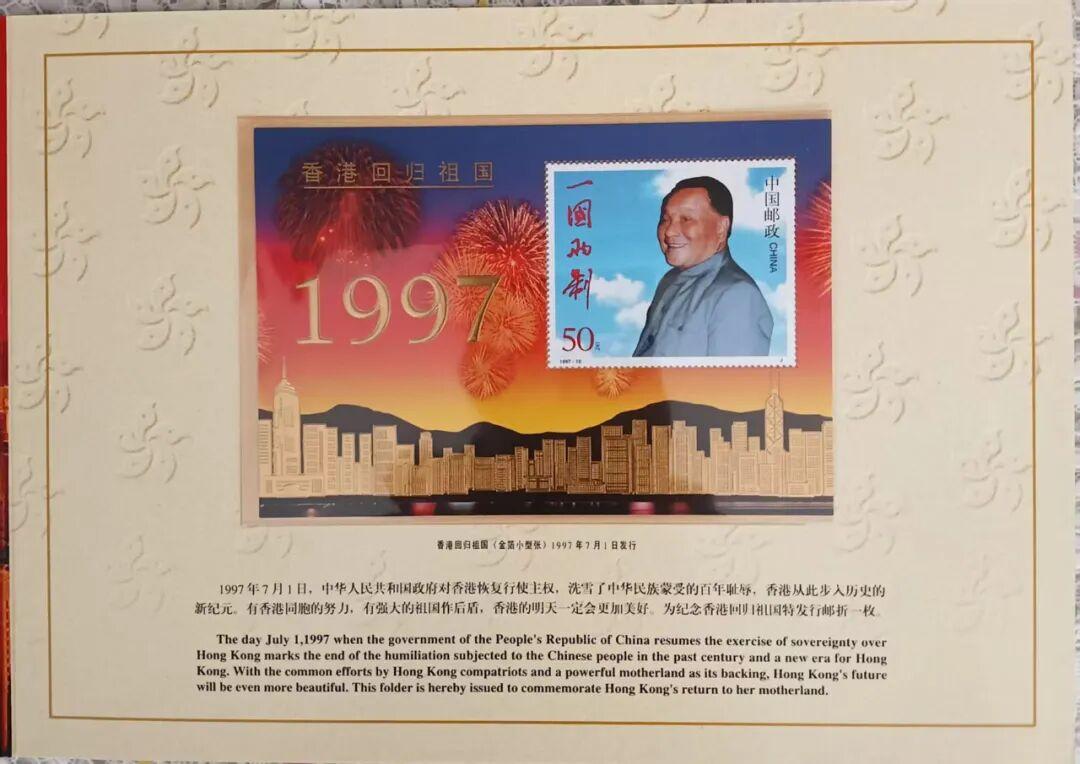 香港回归祖国
1997
一國两制
中国邮政 CHINA
50元
1997-10
J
香港回归祖国（金箔小型张）1997年7月1日发行
1997年7月1日，中华人民共和国政府对香港恢复行使主权，洗雪了中华民族蒙受的百年耻辱，香港从此步入历史的
新纪元。有香港同胞的努力，有强大的祖国作后盾，香港的明天一定会更加美好。为纪念香港回归祖国特发行邮折一枚。
The day July 1,1997 when the government of the People's Republic of China resumes the exercise of sovereignty over
Hong Kong marks the end of the humiliation subjected to the Chinese people in the past century and a new era for Hong
Kong. With the common efforts by Hong Kong compatriots and a powerful motherland as its backing, Hong Kong's future
will be even more beautiful. This folder is hereby issued to commemorate Hong Kong's return to her motherland.